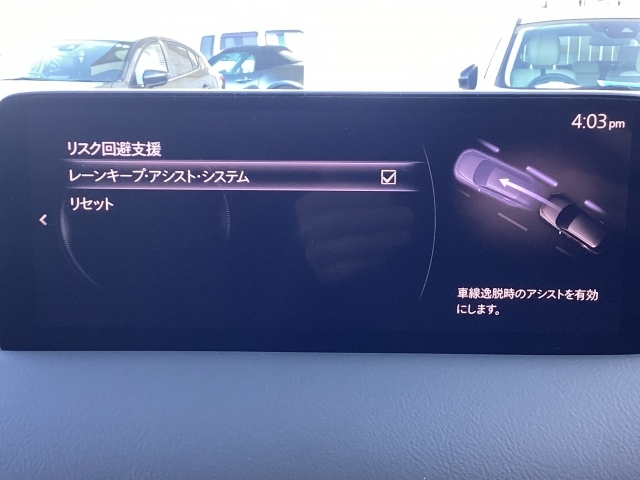 4:03pm
リスク回避支援
レーンキープ・アシスト・システム
リセット
車線逸脱時のアシストを有効
にします。